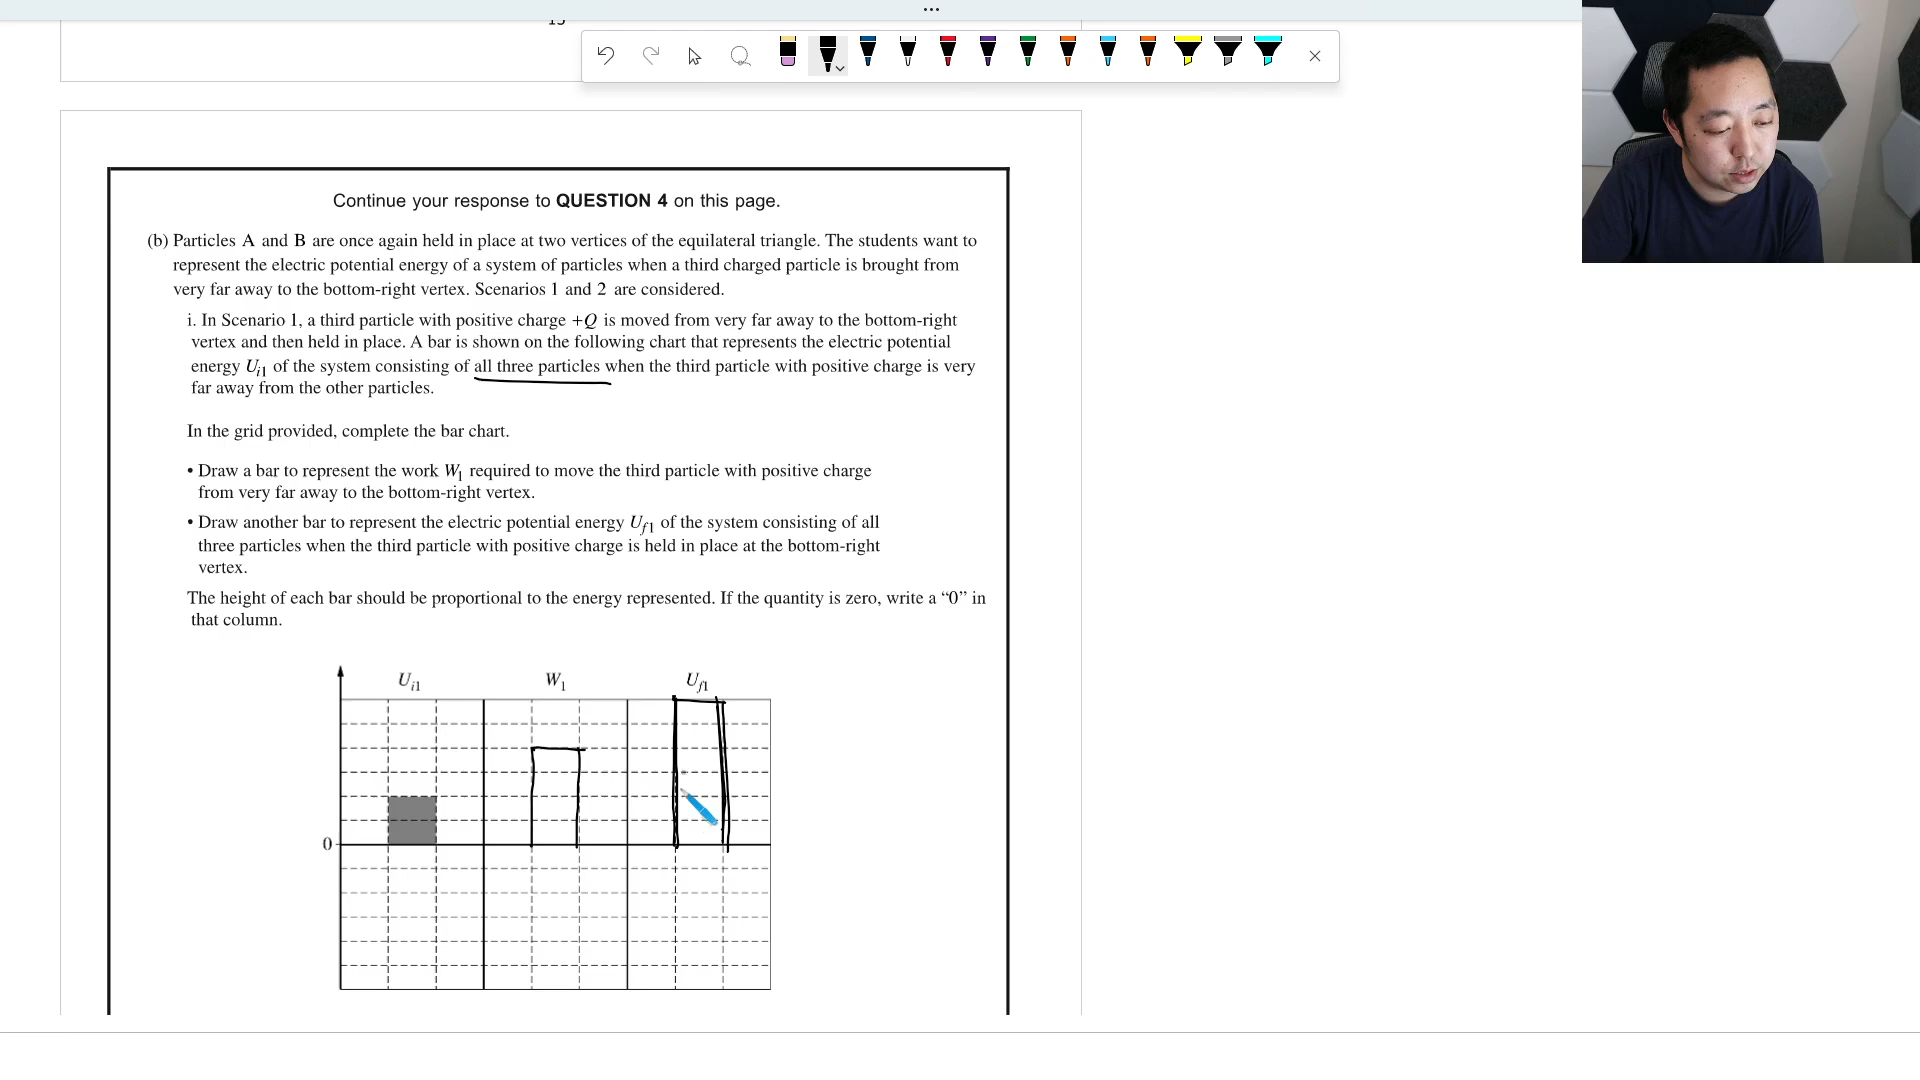 Continue your response to QUESTION 4 on this page.
(b) Particles A and B are once again held in place at two vertices of the equilateral triangle. The students want to
represent the electric potential energy of a system of particles when a third charged particle is brought from
very far away to the bottom-right vertex. Scenarios 1 and 2 are considered.
i. In Scenario 1, a third particle with positive charge +Q is moved from very far away to the bottom-right
vertex and then held in place. A bar is shown on the following chart that represents the electric potential
energy U_{i1} of the system consisting of all three particles when the third particle with positive charge is very
far away from the other particles.
In the grid provided, complete the bar chart.
• Draw a bar to represent the work W_1 required to move the third particle with positive charge
from very far away to the bottom-right vertex.
• Draw another bar to represent the electric potential energy U_{f1} of the system consisting of all
three particles when the third particle with positive charge is held in place at the bottom-right
vertex.
The height of each bar should be proportional to the energy represented. If the quantity is zero, write a “0” in
that column.
U_{i1} W_1 U_{f1}
0